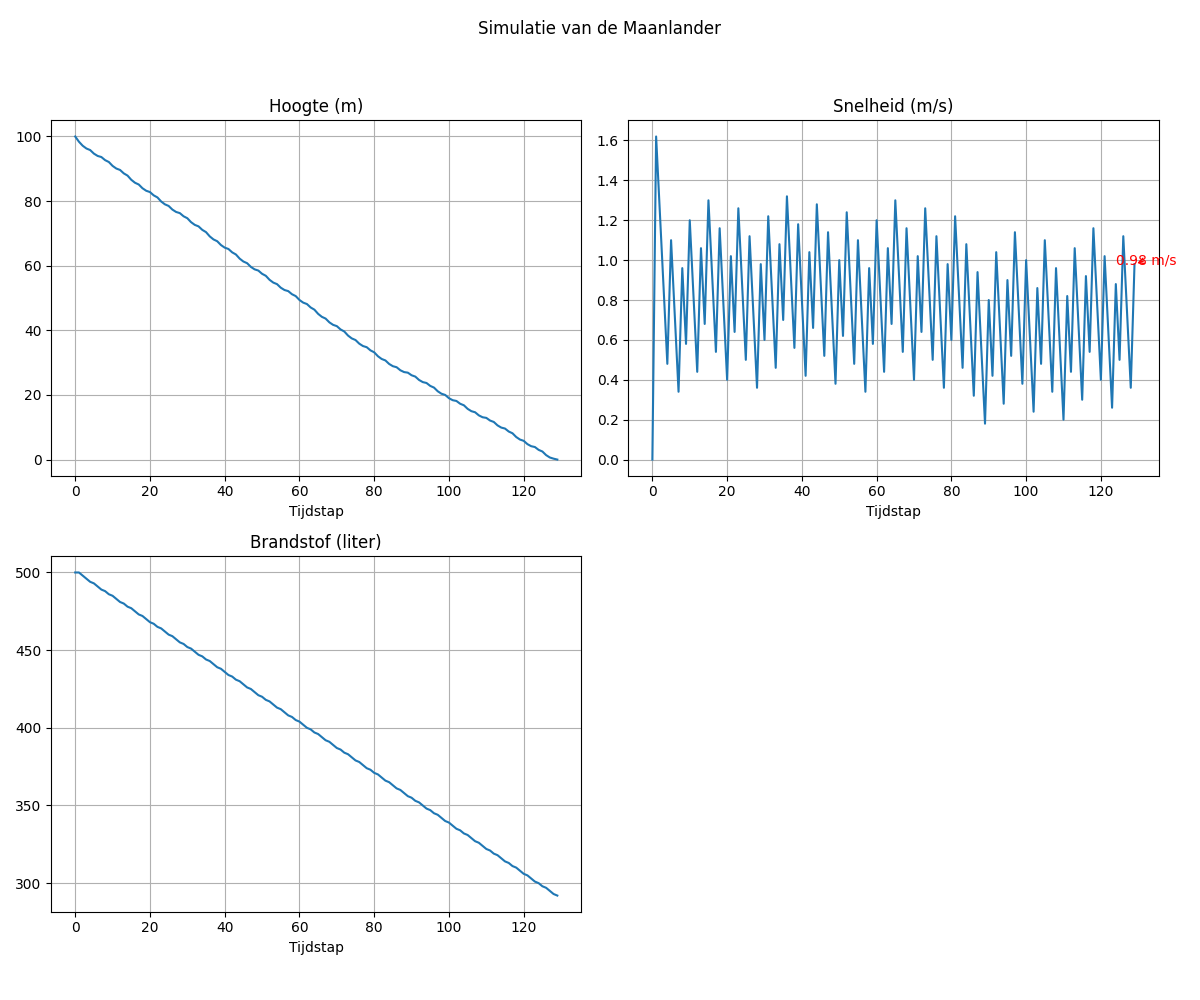 Simulatie van de Maanlander
Hoogte (m)
100
80
60
40
20
0
0 20 40 60 80 100 120
Tijdstap
Snelheid (m/s)
1.6
1.4
1.2
1.0
0.8
0.6
0.4
0.2
0.0
0.98 m/s
0 20 40 60 80 100 120
Tijdstap
Brandstof (liter)
500
450
400
350
300
0 20 40 60 80 100 120
Tijdstap